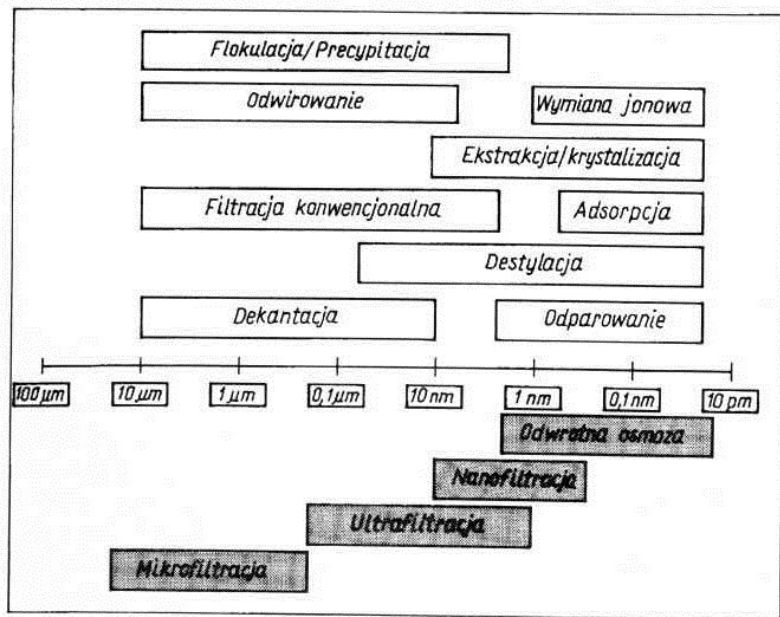 Flokulacja/Precypitacja
Odwirowanie
Wymiana jonowa
Ekstrakcja/krystalizacja
Filtracja konwencjonalna
Adsorpcja
Destylacja
Dekantacja
Odparowanie
100 μm
10 μm
1 μm
0,1 μm
10 nm
1 nm
0,1 nm
10 pm
Odwrotna osmoza
Nanofiltracja
Ultrafiltracja
Mikrofiltracja